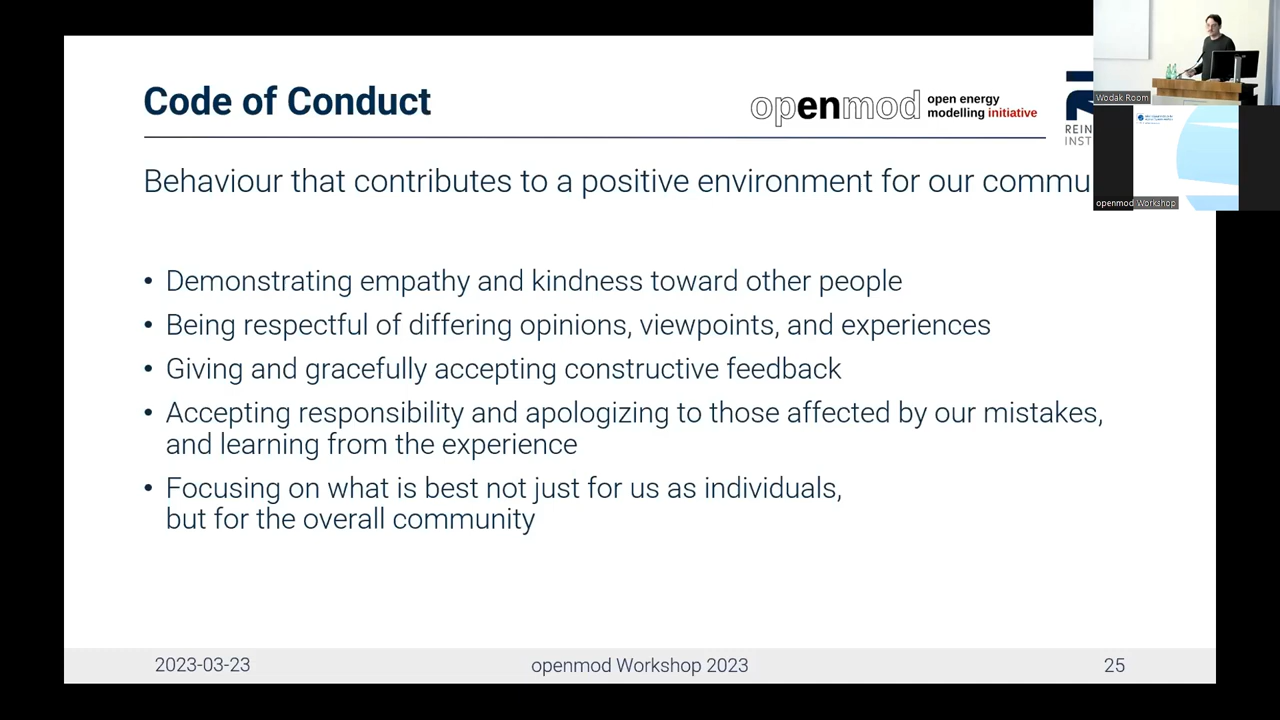 Code of Conduct
openmod
open energy
modelling initiative
REIN
INST
Wodak Room
openmod Workshop
Behaviour that contributes to a positive environment for our commu
• Demonstrating empathy and kindness toward other people
• Being respectful of differing opinions, viewpoints, and experiences
• Giving and gracefully accepting constructive feedback
• Accepting responsibility and apologizing to those affected by our mistakes,
and learning from the experience
• Focusing on what is best not just for us as individuals,
but for the overall community
2023-03-23
openmod Workshop 2023
25